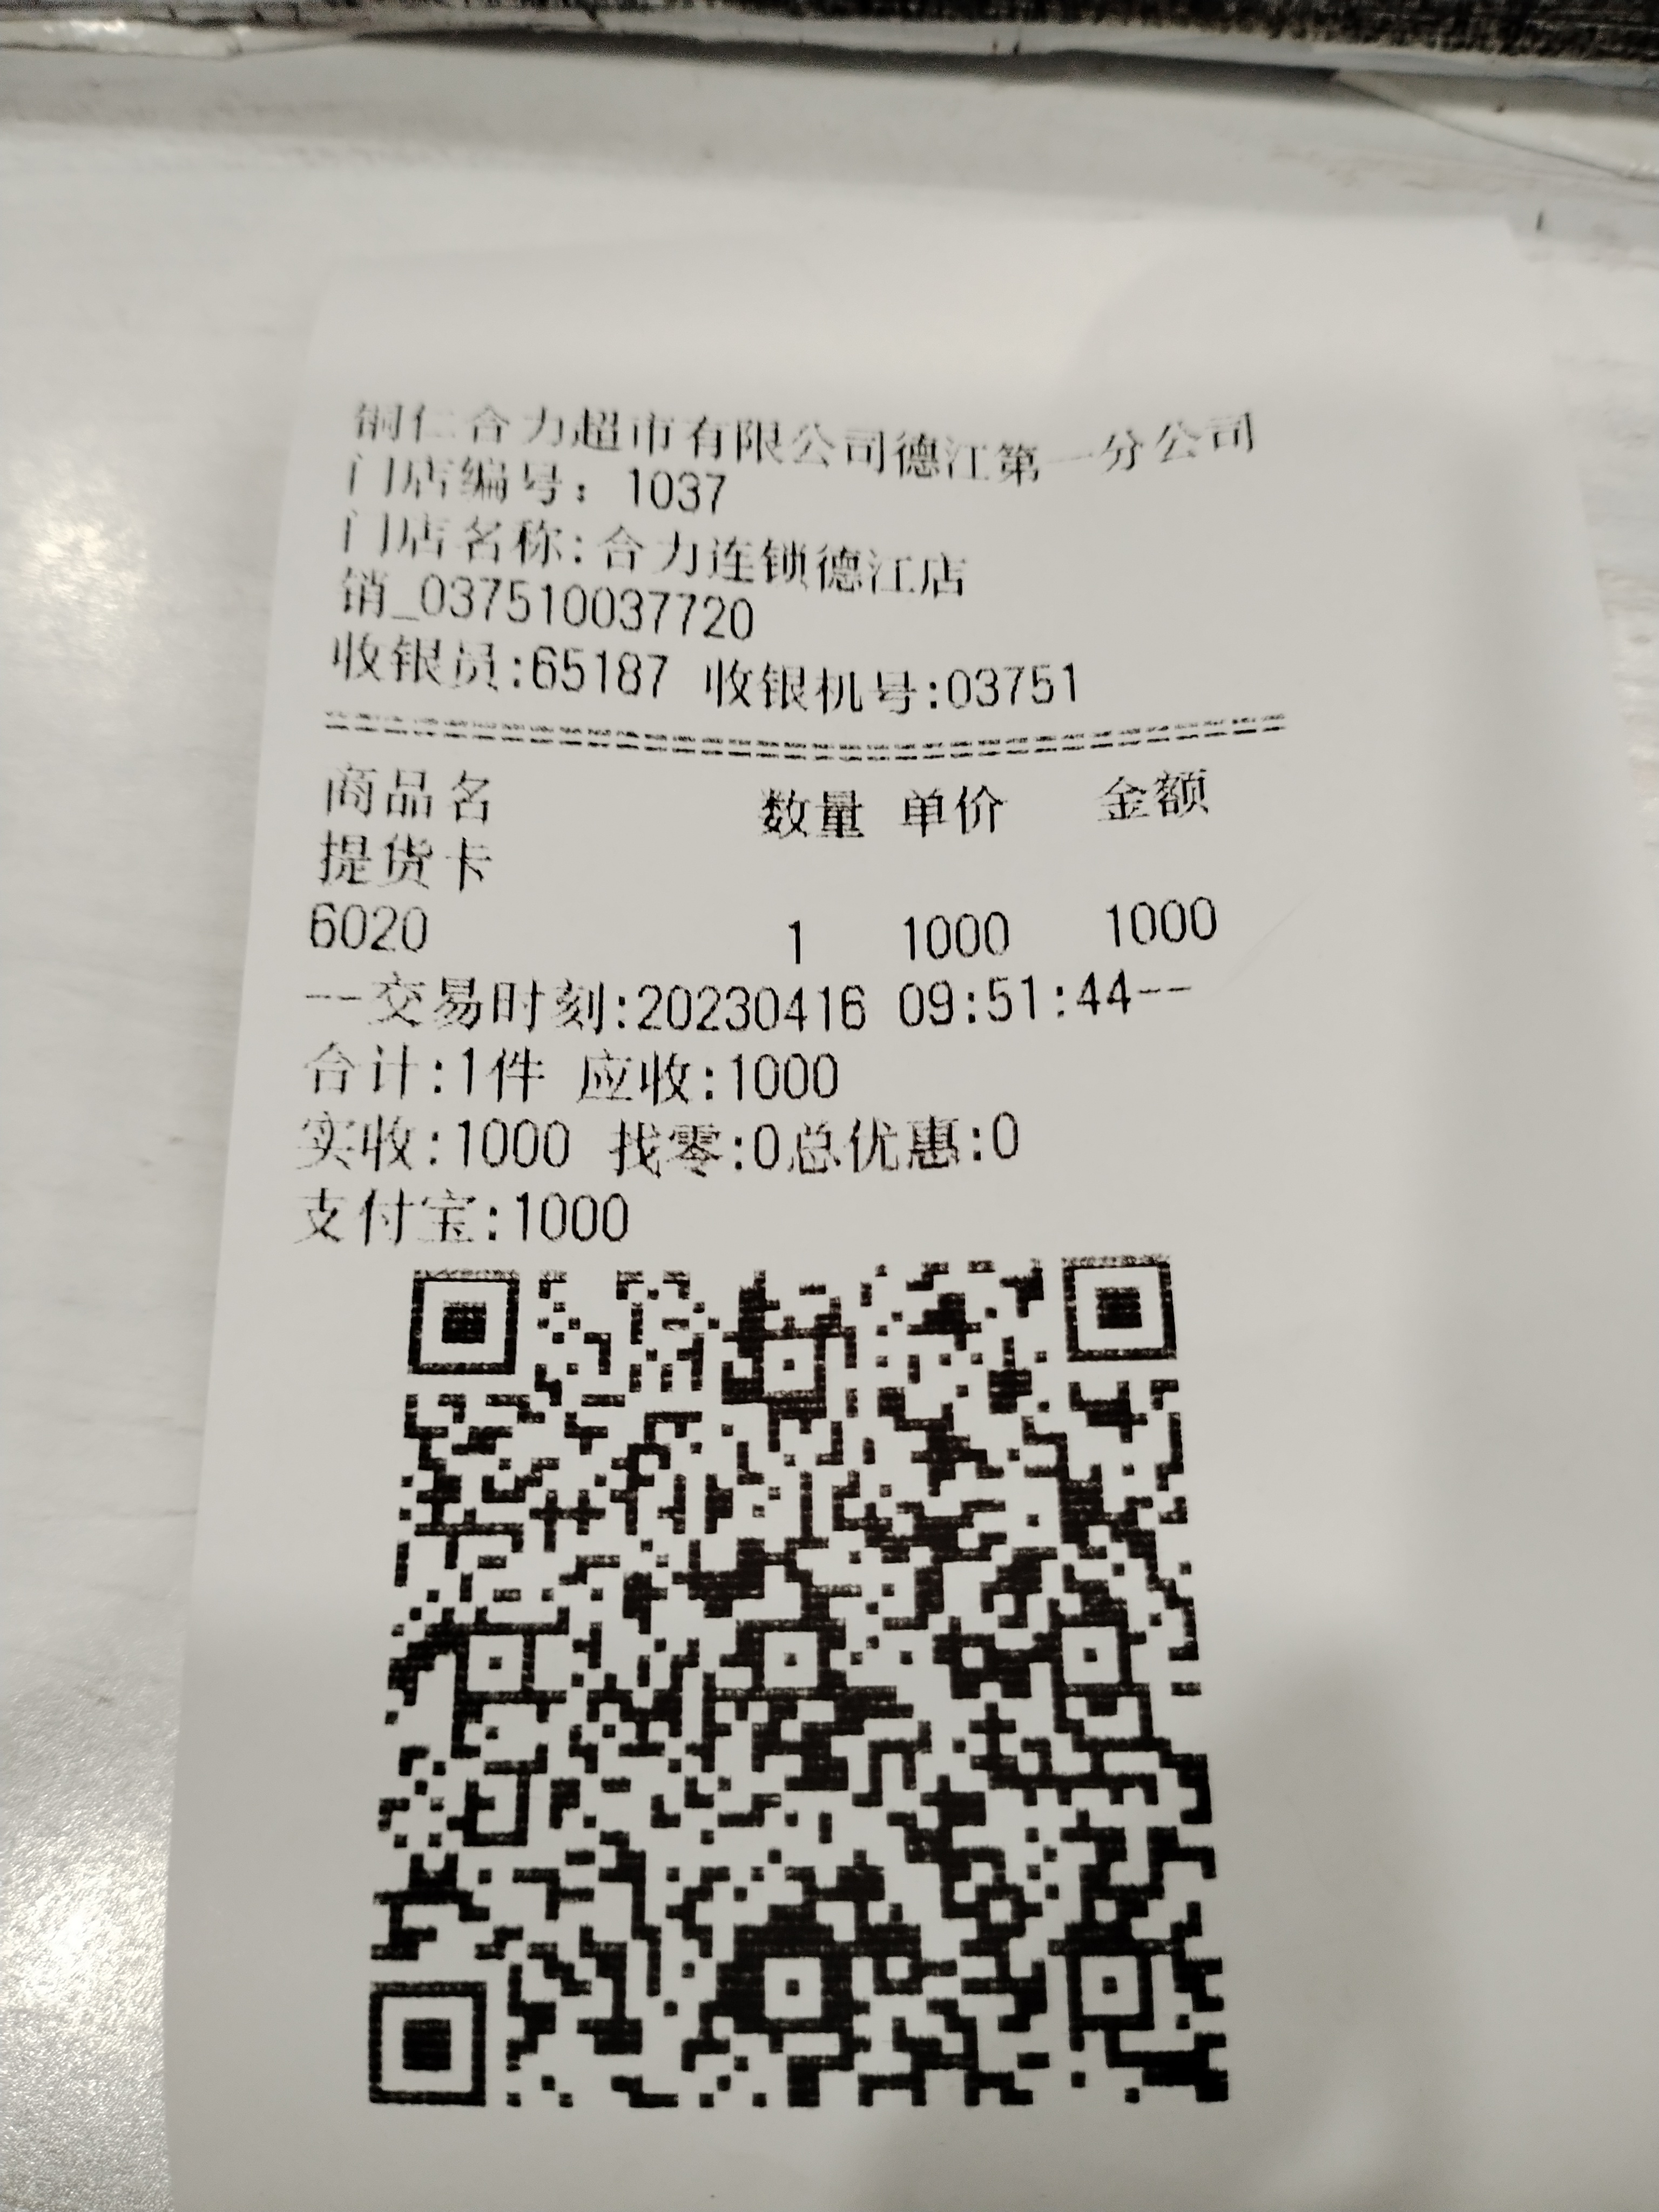 铜仁合力超市有限公司德江第一分公司
门店编号：1037
门店名称:合力连锁德江店
销_037510037720
收银员:65187 收银机号:03751
商品名 数量 单价 金额
提货卡
6020 1 1000 1000
--交易时刻:20230416 09:51:44--
合计:1件 应收:1000
实收:1000 找零:0总优惠:0
支付宝:1000